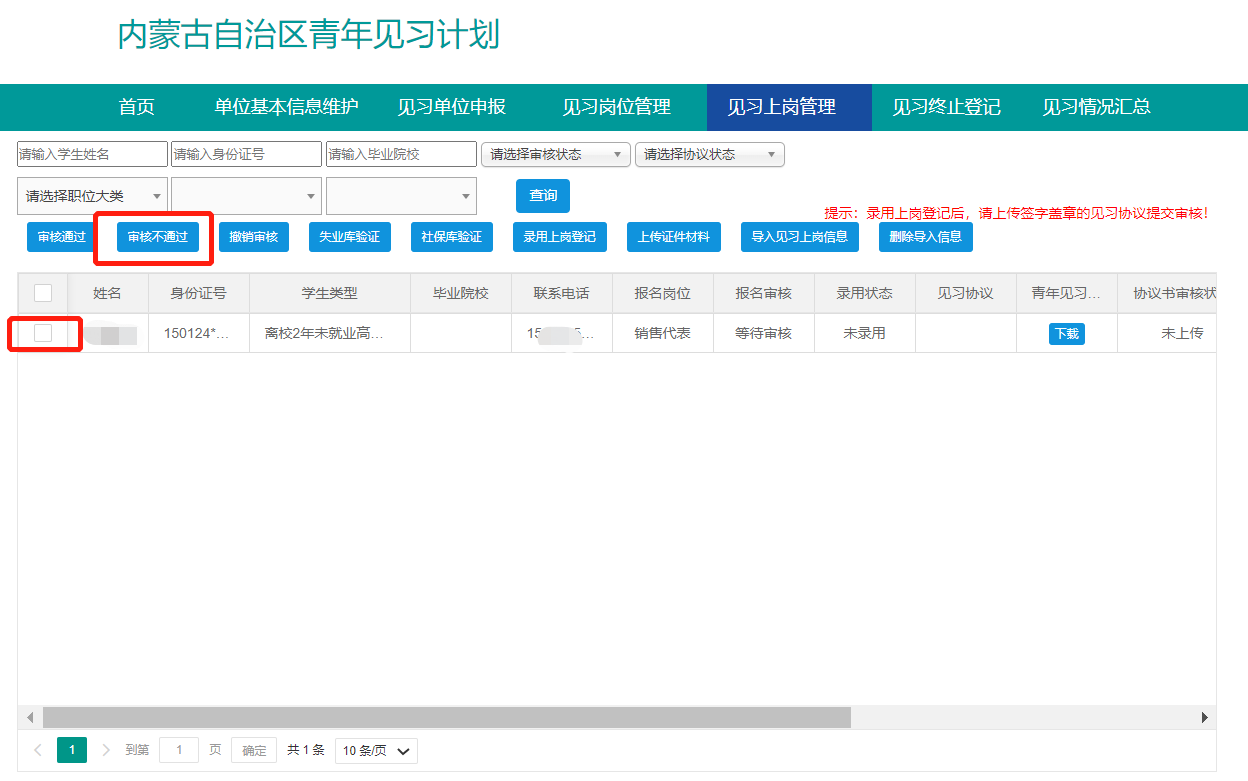 内蒙古自治区青年见习计划
首页 单位基本信息维护 见习单位申报 见习岗位管理 见习上岗管理 见习终止登记 见习情况汇总
请输入学生姓名 请输入身份证号 请输入毕业院校 请选择审核状态 请选择协议状态
请选择职位大类 查询
提示：录用上岗登记后，请上传签字盖章的见习协议提交审核！
审核通过 审核不通过 撤销审核 失业库验证 社保库验证 录用上岗登记 上传证件材料 导入见习上岗信息 删除导入信息
姓名 身份证号 学生类型 毕业院校 联系电话 报名岗位 报名审核 录用状态 见习协议 青年见习... 协议书审核状
150124*... 离校2年未就业高... 15 ... 销售代表 等待审核 未录用 下载 未上传
1 到第 1 页 确定 共 1 条 10 条/页